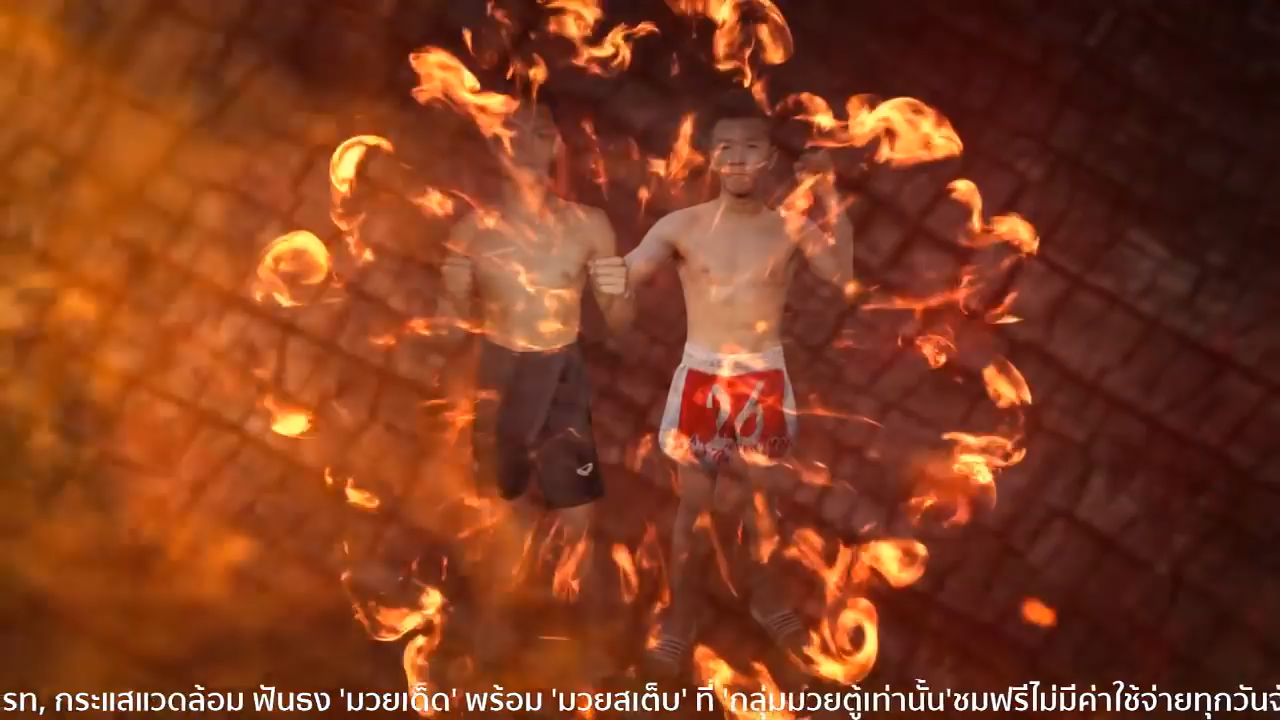 26
รท, กระแสแวดล้อม ฟันธง 'มวยเด็ด' พร้อม 'มวยสเต็บ' ที่ 'กลุ่มมวยตู้เท่านั้น'ชมฟรีไม่มีค่าใช้จ่ายทุกวันจั